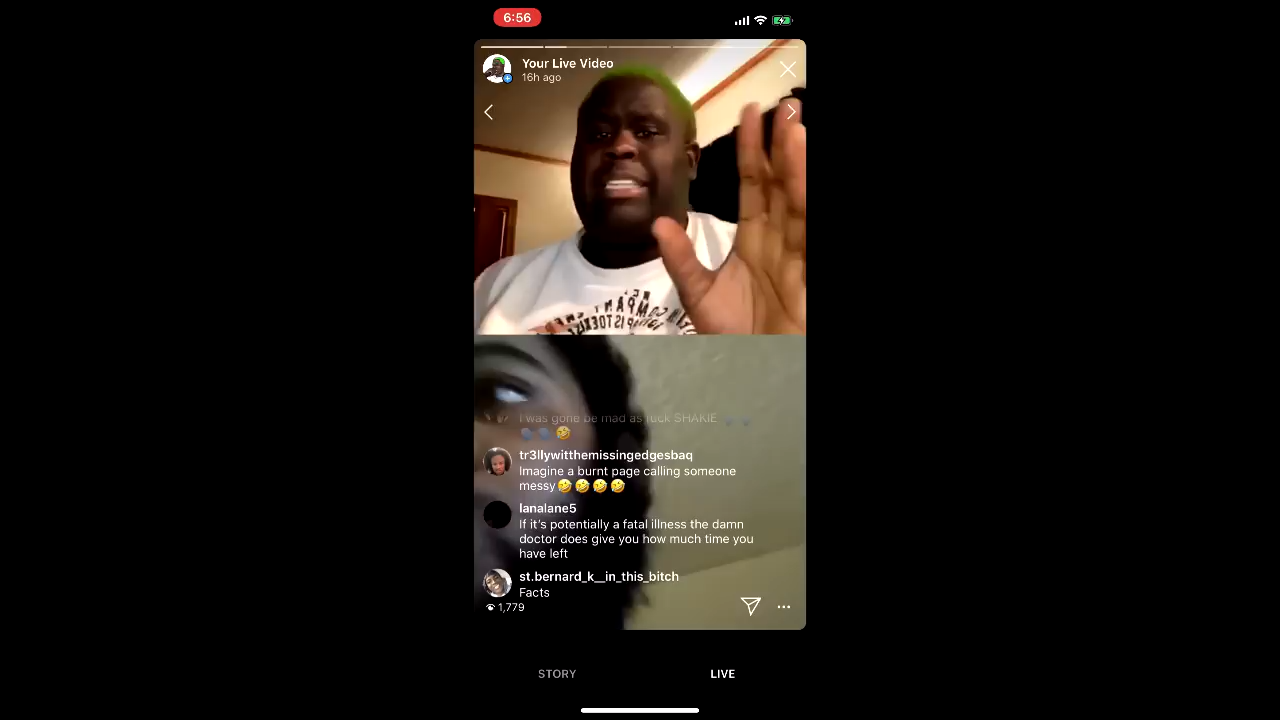 6:56
Your Live Video
16h ago
I was gone be mad as fuck SHAKIE
tr3llywitthemissingedgesbaq
Imagine a burnt page calling someone
messy🤣🤣🤣🤣
lanalane5
If it's potentially a fatal illness the damn
doctor does give you how much time you
have left
st.bernard_k__in_this_bitch
Facts
1,779
STORY
LIVE